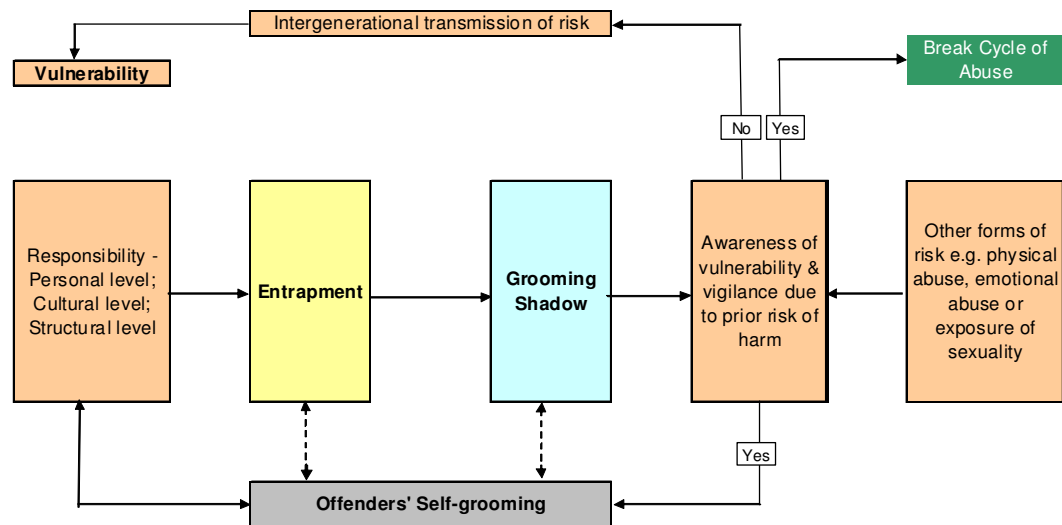 Intergenerational transmission of risk
Vulnerability
Break Cycle of
Abuse
No
Yes
Responsibility -
Personal level;
Cultural level;
Structural level
Entrapment
Grooming
Shadow
Awareness of
vulnerability &
vigilance due
to prior risk of
harm
Other forms of
risk e.g. physical
abuse, emotional
abuse or
exposure of
sexuality
Yes
Offenders' Self-grooming